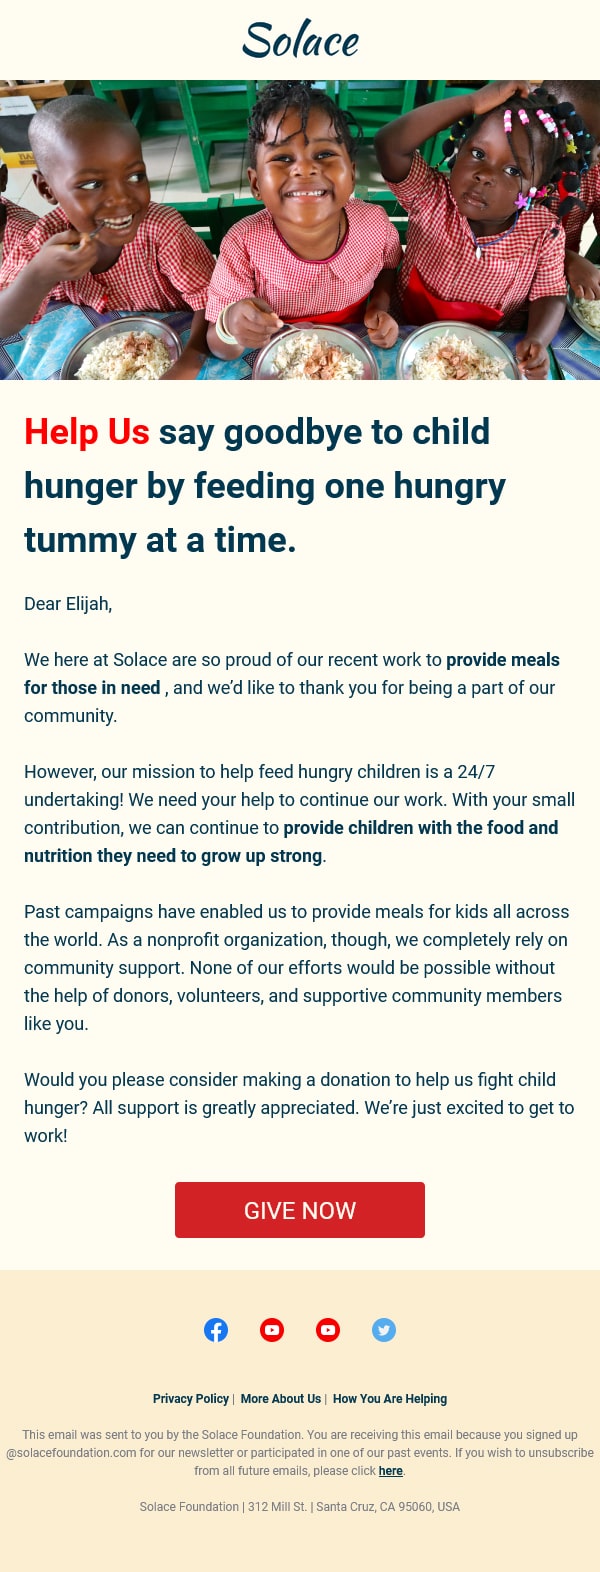 Solace
Help Us say goodbye to child
hunger by feeding one hungry
tummy at a time.
Dear Elijah,
We here at Solace are so proud of our recent work to provide meals
for those in need , and we’d like to thank you for being a part of our
community.
However, our mission to help feed hungry children is a 24/7
undertaking! We need your help to continue our work. With your small
contribution, we can continue to provide children with the food and
nutrition they need to grow up strong.
Past campaigns have enabled us to provide meals for kids all across
the world. As a nonprofit organization, though, we completely rely on
community support. None of our efforts would be possible without
the help of donors, volunteers, and supportive community members
like you.
Would you please consider making a donation to help us fight child
hunger? All support is greatly appreciated. We’re just excited to get to
work!
GIVE NOW
Privacy Policy | More About Us | How You Are Helping
This email was sent to you by the Solace Foundation. You are receiving this email because you signed up
@solacefoundation.com for our newsletter or participated in one of our past events. If you wish to unsubscribe
from all future emails, please click here.
Solace Foundation | 312 Mill St. | Santa Cruz, CA 95060, USA